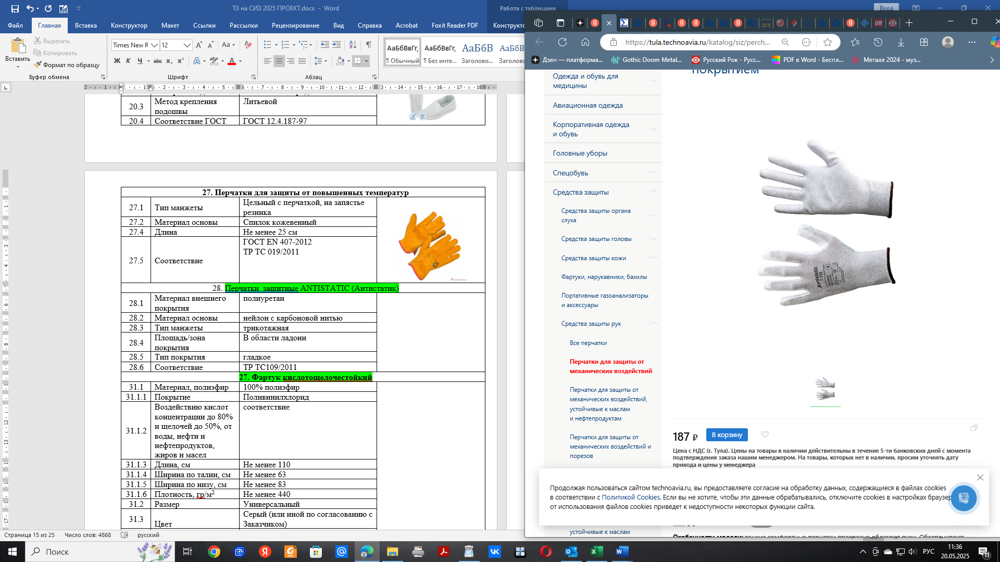 ТЗ на СИЗ 2025 ПРОЕКТ.docx - Word
Работа с таблицами
Вход
Файл Главная Вставка Конструктор Макет Ссылки Рассылки Рецензирование Вид Справка Acrobat Foxit Reader PDF
Вставить
Вырезать
Копировать
Формат по образцу
Буфер обмена
Times New R 12
Ж К Ч abc x₂ x²
Шрифт
Абзац
АаБбВвГг, АаБбВвГг, АаБбВ АаБбВвГ
¶ Обычный ¶ Без инте... Заголово... Заголово
20.3 Метод крепления подошвы Литьевой
20.4 Соответствие ГОСТ ГОСТ 12.4.187-97
27. Перчатки для защиты от повышенных температур
27.1 Тип манжеты Цельный с перчаткой, на запястье резинка
27.2 Материал основы Спилок кожевенный
27.4 Длина Не менее 25 см
27.5 Соответствие ГОСТ EN 407-2012
ТР ТС 019/2011
28. Перчатки защитные ANTISTATIC (Антистатик)
28.1 Материал внешнего покрытия полиуретан
28.2 Материал основы нейлон с карбоновой нитью
28.3 Тип манжеты трикотажная
28.4 Площадь/зона покрытия В области ладони
28.5 Тип покрытия гладкое
28.6 Соответствие ТР ТС109/2011
27. Фартук кислотощелочестойкий
31.1 Материал, полиэфир 100% полиэфир
31.1.1 Покрытие Поливинилхлорид
31.1.2 Воздействию кислот концентрации до 80% и щелочей до 50%, от воды, нефти и нефтепродуктов, жиров и масел соответствие
31.1.3 Длина, см Не менее 110
31.1.4 Ширина по талии, см Не менее 63
31.1.5 Ширина по низу, см Не менее 83
31.1.6 Плотность, гр/м² Не менее 440
31.2 Размер Универсальный
31.3 Цвет Серый (или иной по согласованию с Заказчиком)
Страница 15 из 25 Число слов: 4868 русский
https://tula.technoavia.ru/katalog/siz/perch...
Дзен — платформа... Gothic Doom Metal... Русский Рок - Русс... PDF в Word - Беспл... Металл 2024 - муз...
покрытием
Одежда и обувь для
медицины
Авиационная одежда
Корпоративная одежда
и обувь
Головные уборы
Спецобувь
Средства защиты
Средства защиты органа
слуха
Средства защиты головы
Средства защиты кожи
Фартуки, нарукавники, бахилы
Портативные газоанализаторы
и аксессуары
Средства защиты рук
Все перчатки
Перчатки для защиты от
механических воздействий
Перчатки для защиты от
механических воздействий,
устойчивые к маслам
и нефтепродуктам
Перчатки для защиты от
механических воздействий и
порезов
устойчивые к маслам
Antistatic
187 ₽ В корзину
Цена с НДС (г. Тула). Цены на товары в наличии действительны в течение 5-ти банковских дней с момента
подтверждения заказа нашим менеджером. На товары, которых нет в наличии, просим уточнять дату
прихода и цены у менеджера
Продолжая пользоваться сайтом technoavia.ru, вы предоставляете согласие на обработку данных, содержащиеся в файлах cookies
в соответствии с Политикой Cookies. Если вы не хотите, чтобы эти данные обрабатывались, отключите cookies в настройках браузер
от использования файлов cookies приведет к недоступности некоторых функции сайта.
Особенности модели: тонкие комфортные перчатки прекрасно облегают руки. Обеспечивают
Поиск
РУС
11:36
20.05.2025
11